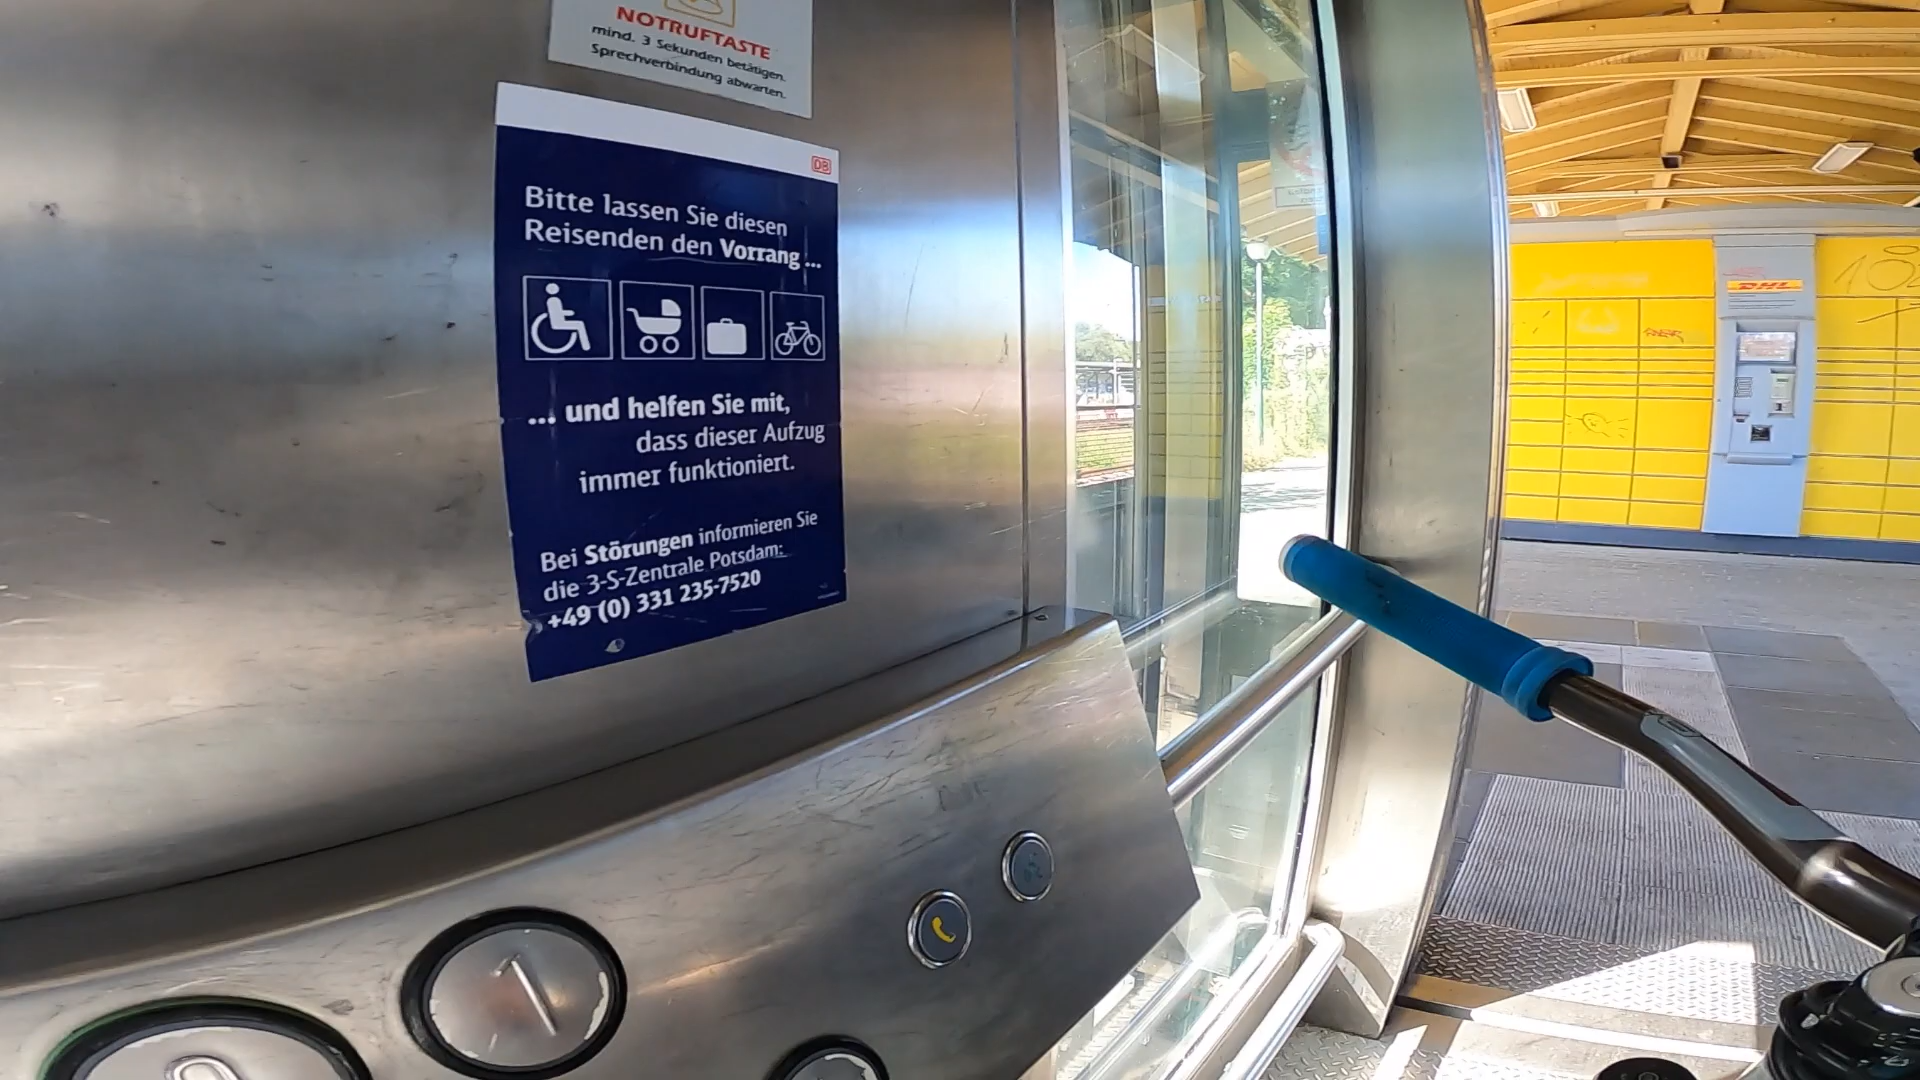 NOTRUFTASTE
mind. 3 Sekunden betätigen.
Sprechverbindung abwarten.
DB
Bitte lassen Sie diesen
Reisenden den Vorrang ...
... und helfen Sie mit,
dass dieser Aufzug
immer funktioniert.
Bei Störungen informieren Sie
die 3-S-Zentrale Potsdam:
+49 (0) 331 235-7520
DHL
1
0